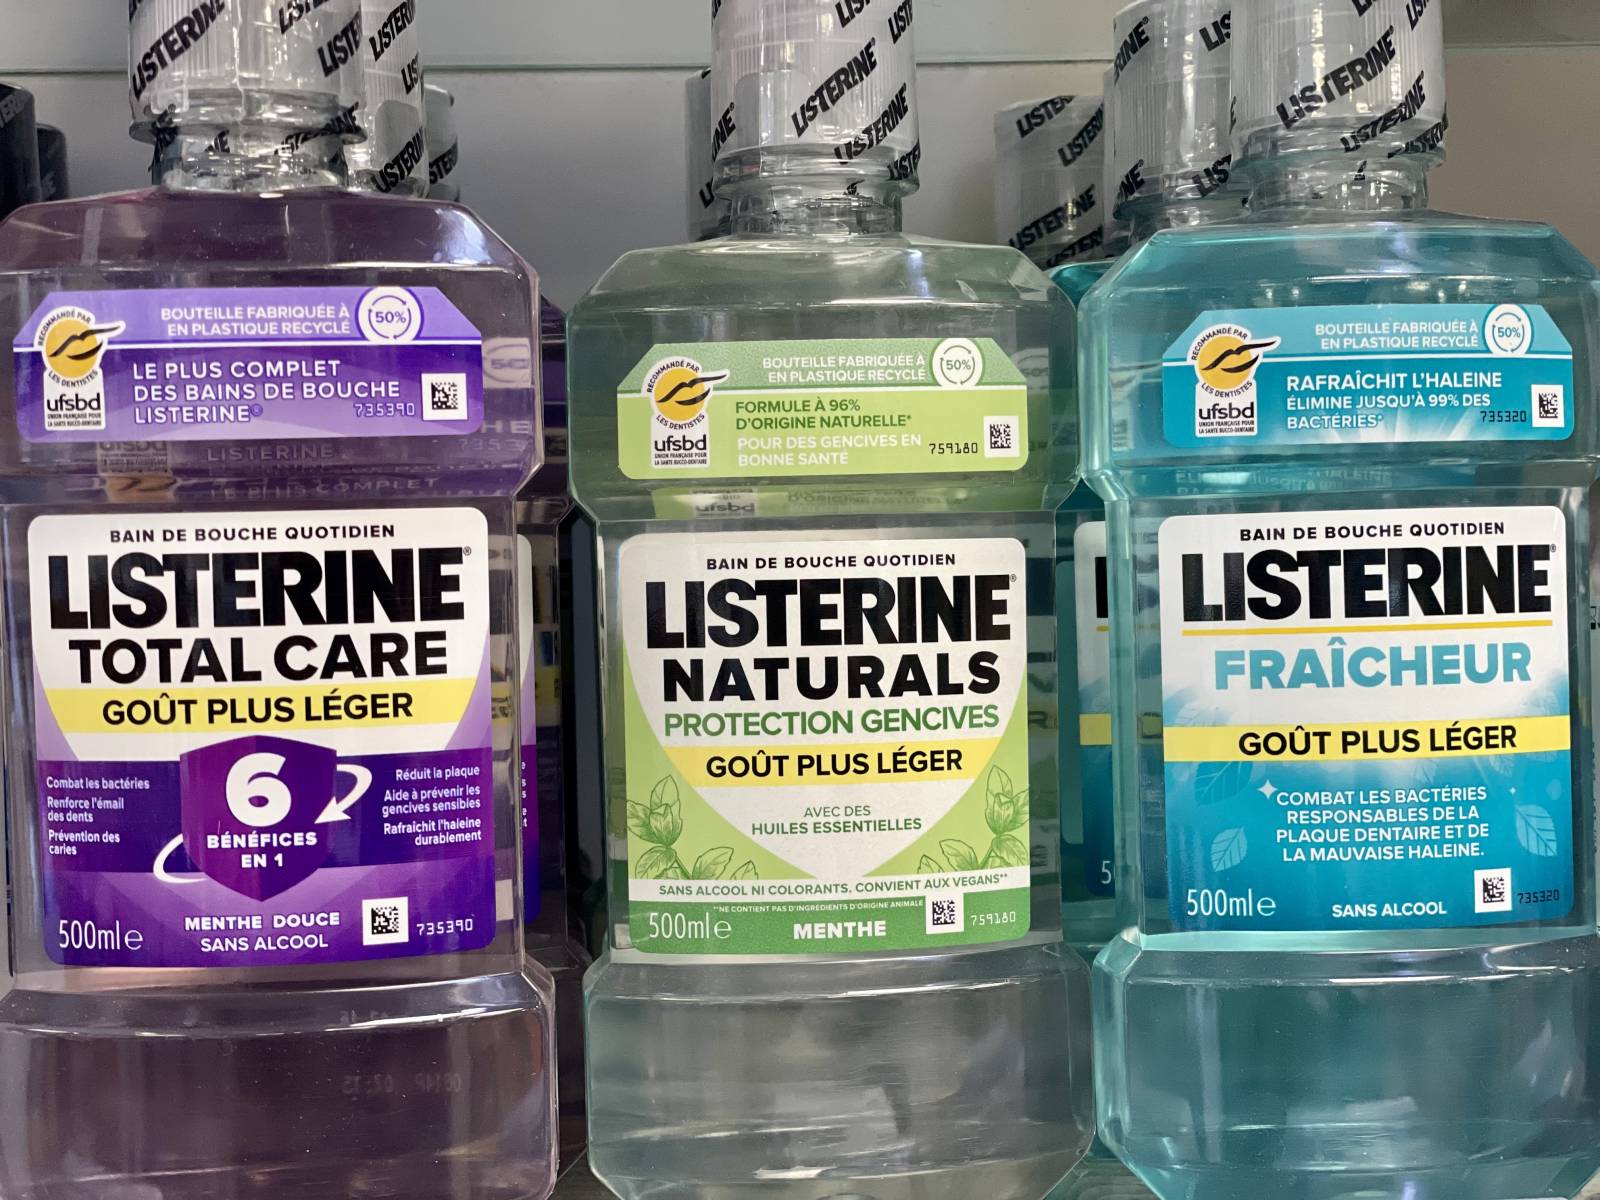 RECOMMANDÉ PAR
LES DENTISTES
ufsbd
UNION FRANÇAISE POUR
LA SANTÉ BUCCO-DENTAIRE
BOUTEILLE FABRIQUÉE À
EN PLASTIQUE RECYCLÉ
50%
LE PLUS COMPLET
DES BAINS DE BOUCHE
LISTERINE®
735390
BAIN DE BOUCHE QUOTIDIEN
LISTERINE®
TOTAL CARE
GOÛT PLUS LÉGER
Combat les bactéries
Renforce l'émail
des dents
Prévention des
caries
6
BÉNÉFICES
EN 1
Réduit la plaque
Aide à prévenir les
gencives sensibles
Rafraichit l'haleine
durablement
500ml e
MENTHE DOUCE
SANS ALCOOL
735390
RECOMMANDÉ PAR
LES DENTISTES
ufsbd
UNION FRANÇAISE POUR
LA SANTÉ BUCCO-DENTAIRE
BOUTEILLE FABRIQUÉE À
EN PLASTIQUE RECYCLÉ
50%
FORMULE À 96%
D'ORIGINE NATURELLE*
POUR DES GENCIVES EN
BONNE SANTÉ
759180
BAIN DE BOUCHE QUOTIDIEN
LISTERINE®
NATURALS
PROTECTION GENCIVES
GOÛT PLUS LÉGER
AVEC DES
HUILES ESSENTIELLES
SANS ALCOOL NI COLORANTS. CONVIENT AUX VEGANS**
**NE CONTIENT PAS D'INGRÉDIENTS D'ORIGINE ANIMALE
500ml e
MENTHE
759180
RECOMMANDÉ PAR
LES DENTISTES
ufsbd
UNION FRANÇAISE POUR
LA SANTÉ BUCCO-DENTAIRE
BOUTEILLE FABRIQUÉE À
EN PLASTIQUE RECYCLÉ
50%
RAFRAÎCHIT L'HALEINE
ÉLIMINE JUSQU'À 99% DES
BACTÉRIES*
735320
BAIN DE BOUCHE QUOTIDIEN
LISTERINE®
FRAÎCHEUR
GOÛT PLUS LÉGER
COMBAT LES BACTÉRIES
RESPONSABLES DE LA
PLAQUE DENTAIRE ET DE
LA MAUVAISE HALEINE.
500ml e
SANS ALCOOL
735320
LISTERINE®
LISTERINE®
LISTERINE®